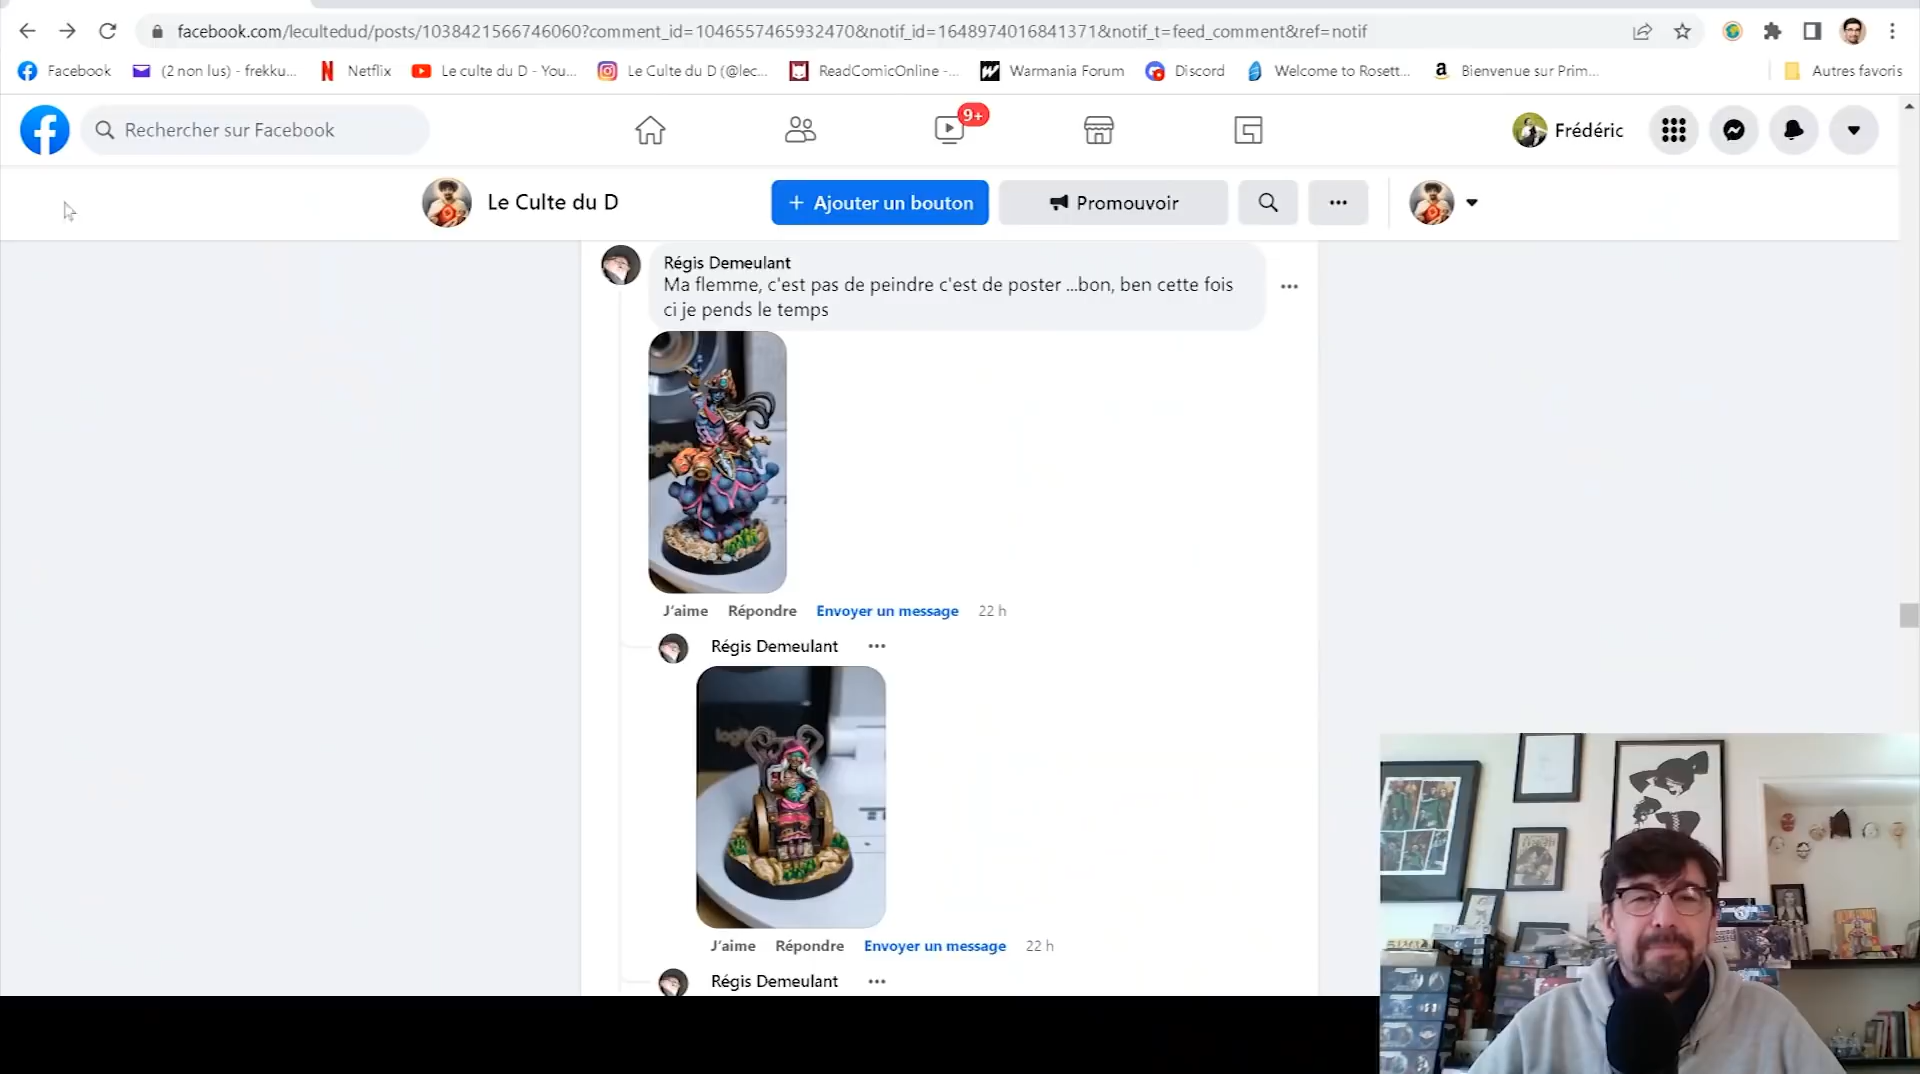 facebook.com/lecultedud/posts/1038421566746060?comment_id=1046557465932470&notif_id=1648974016841371&notif_t=feed_comment&ref=notif
Facebook (2 non lus) - frekku... Netflix Le culte du D - You... Le Culte du D (@lec... ReadComicOnline -... Warmania Forum Discord Welcome to Rosett... Bienvenue sur Prim... Autres favoris
Rechercher sur Facebook 9+ Frédéric
Le Culte du D + Ajouter un bouton Promouvoir
Régis Demeulant
Ma flemme, c'est pas de peindre c'est de poster ...bon, ben cette fois
ci je pends le temps
J'aime Répondre Envoyer un message 22 h
Régis Demeulant
J'aime Répondre Envoyer un message 22 h
Régis Demeulant